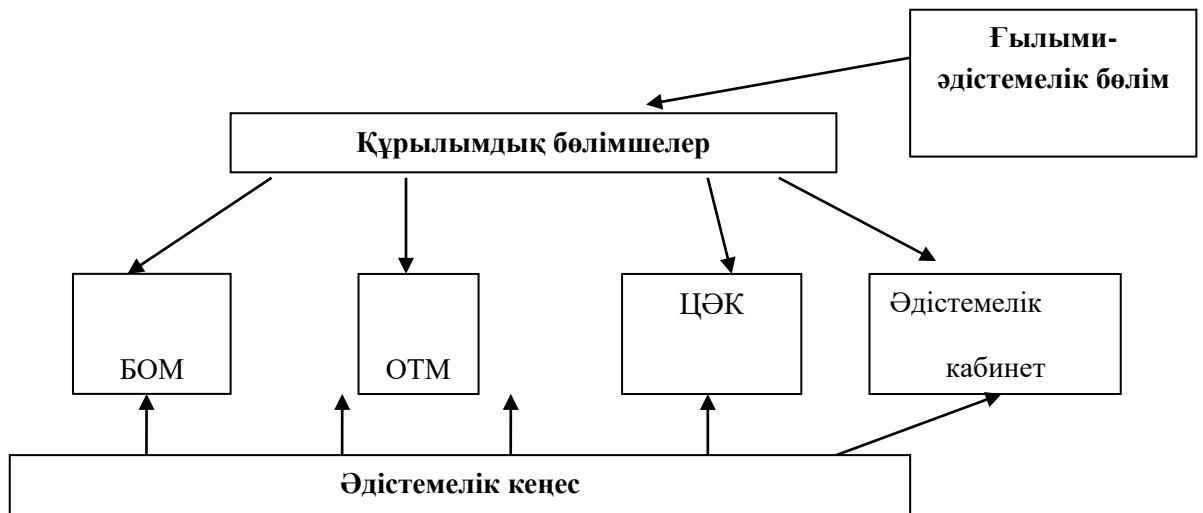 Ғылыми-
әдістемелік бөлім
Құрылымдық бөлімшелер
БОМ
ОТМ
ЦӘК
Әдістемелік
кабинет
Әдістемелік кеңес